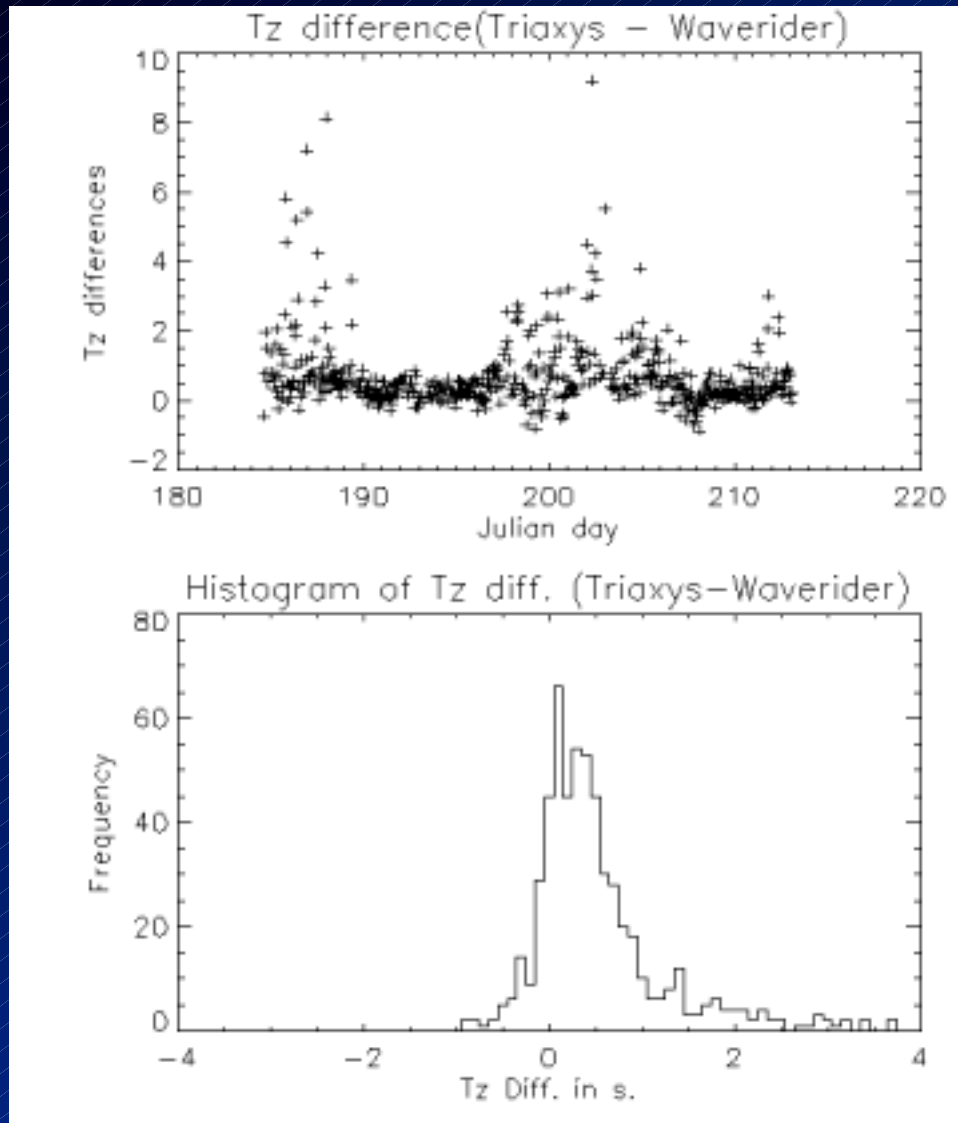 Tz difference(Triaxys - Waverider)
10
8
6
4
2
0
-2
Tz differences
180 190 200 210 220
Julian day
Histogram of Tz diff. (Triaxys-Waverider)
80
60
40
20
0
Frequency
-4 -2 0 2 4
Tz Diff. in s.